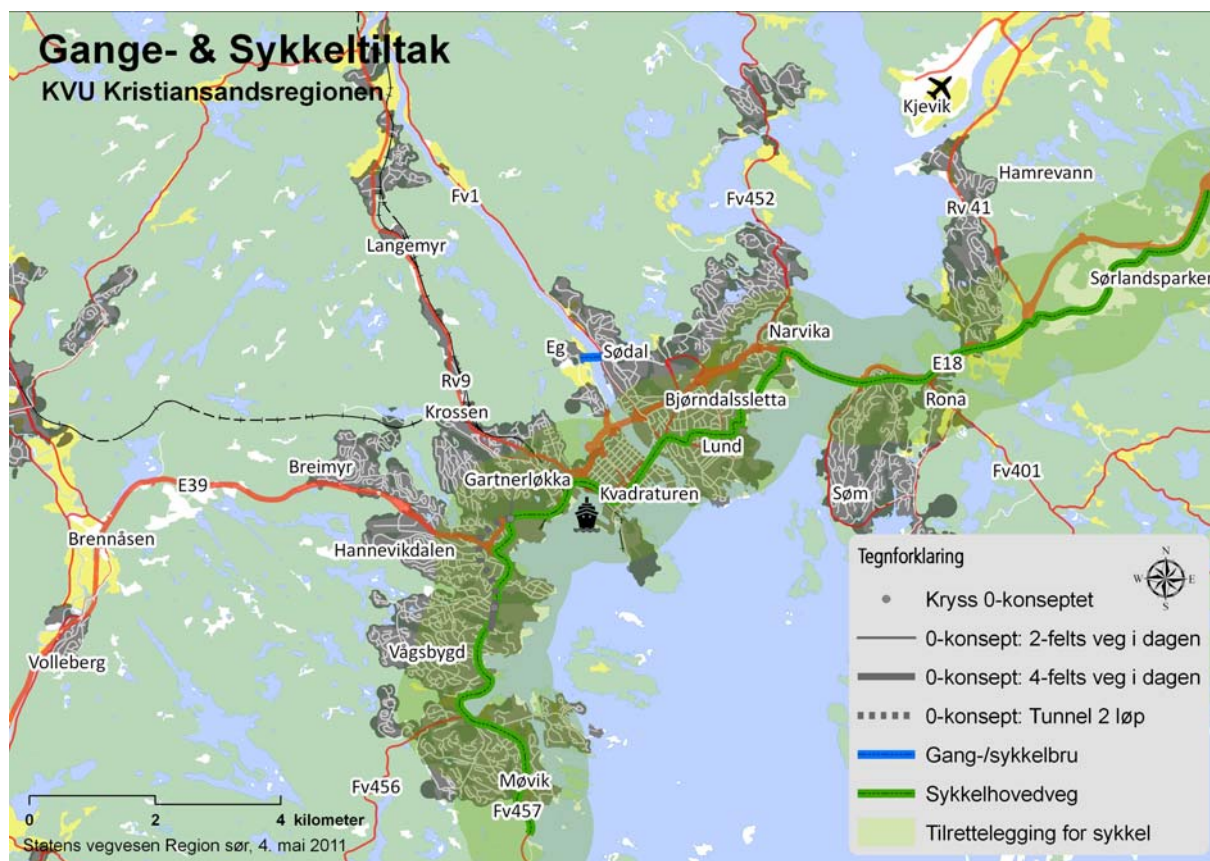 Gange- & Sykkeltiltak
KVU Kristiansandsregionen
Kjevik
Hamrevann
Fv1
Fv452
Rv 41
Langemyr
Sørlandsparken
Narvika
Eg
Sødal
E18
Rv9
Bjørndalssletta
Rona
Krossen
Lund
Breimyr
Gartnerløkka
Kvadraturen
Fv401
E39
Søm
Brennåsen
Hannevikdalen
Vågsbygd
Volleberg
Møvik
Fv456
Fv457
Tegnforklaring
N
W
E
S
Kryss 0-konseptet
0-konsept: 2-felts veg i dagen
0-konsept: 4-felts veg i dagen
0-konsept: Tunnel 2 løp
Gang-/sykkelbru
Sykkelhovedveg
Tilrettelegging for sykkel
0 2 4 kilometer
Statens vegvesen Region sør, 4. mai 2011